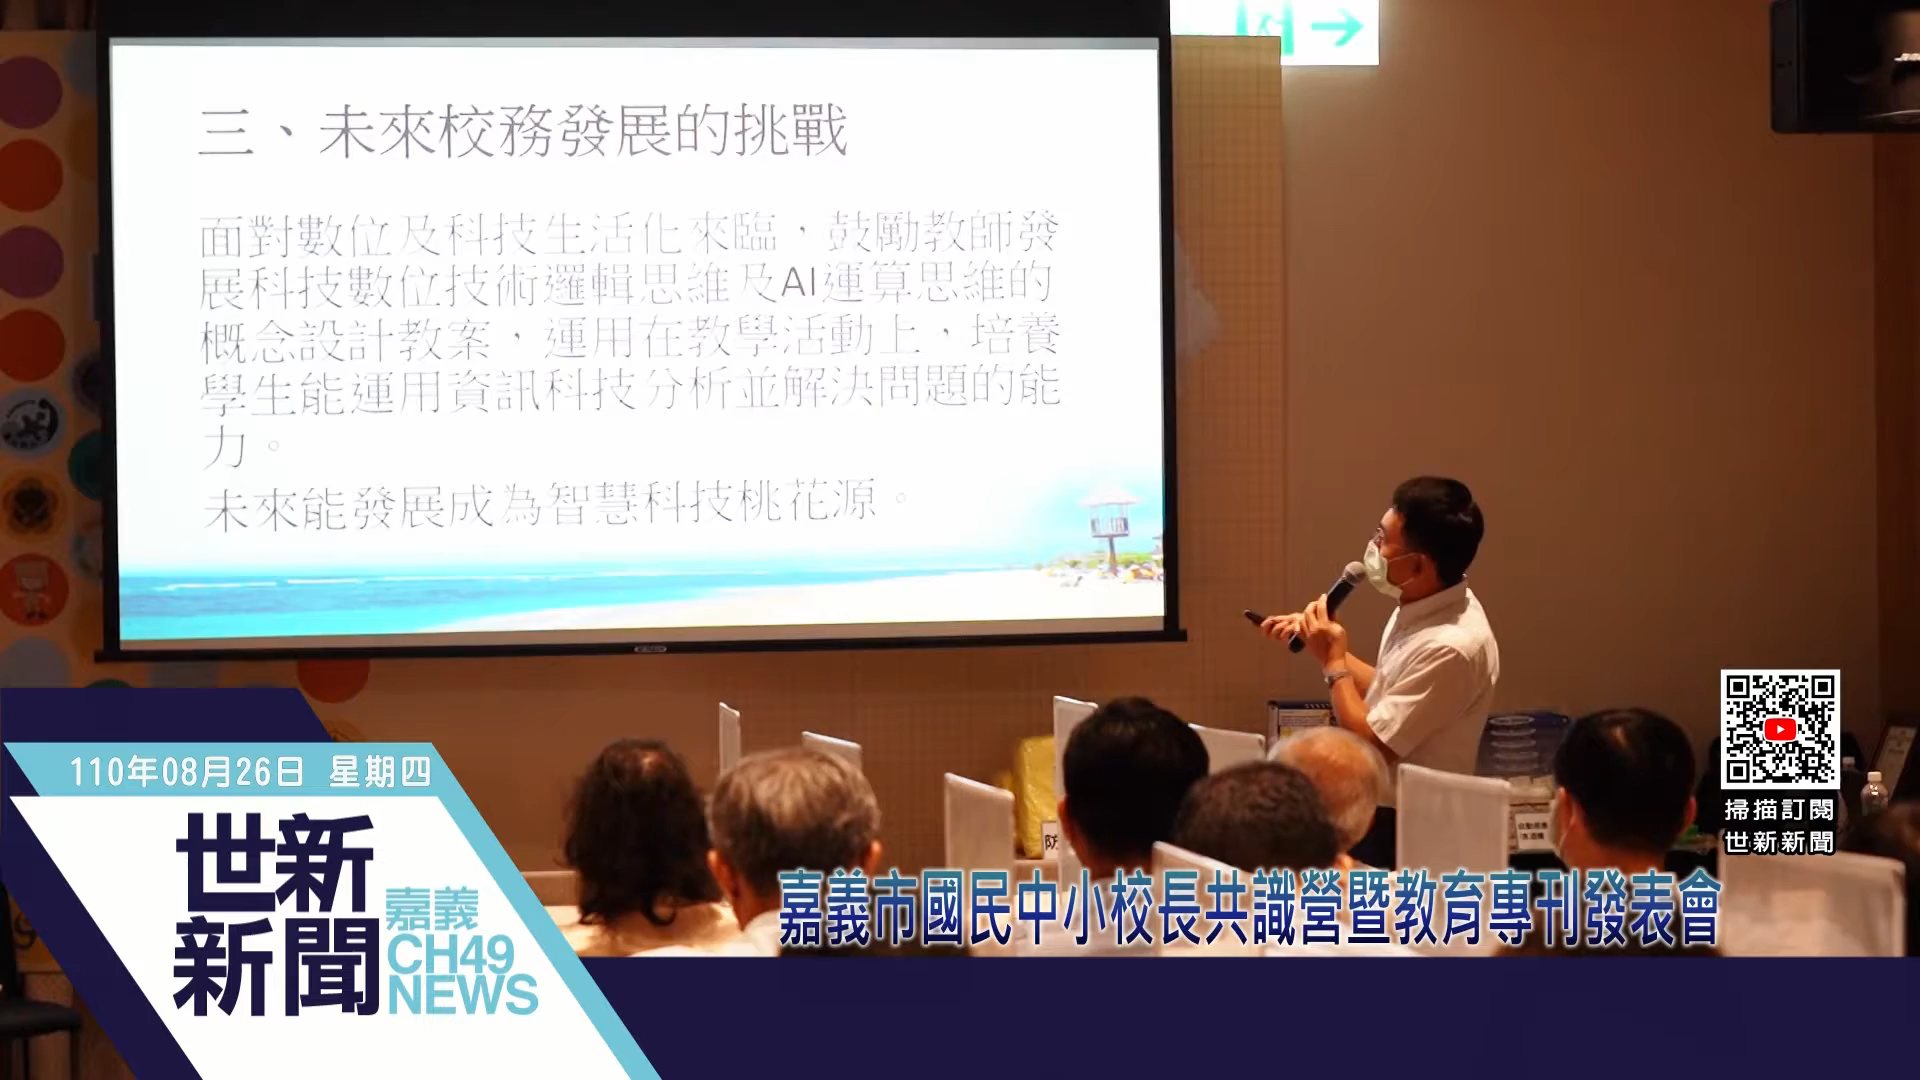 三、未來校務發展的挑戰
面對數位及科技生活化來臨，鼓勵教師發
展科技數位技術邏輯思維及AI運算思維的
概念設計教案，運用在教學活動上，培養
學生能運用資訊科技分析並解決問題的能
力。
未來能發展成為智慧科技桃花源。
110年08月26日 星期四
世新
新聞
嘉義
CH49
NEWS
掃描訂閱
世新新聞
防
嘉義市國民中小校長共識營暨教育專刊發表會